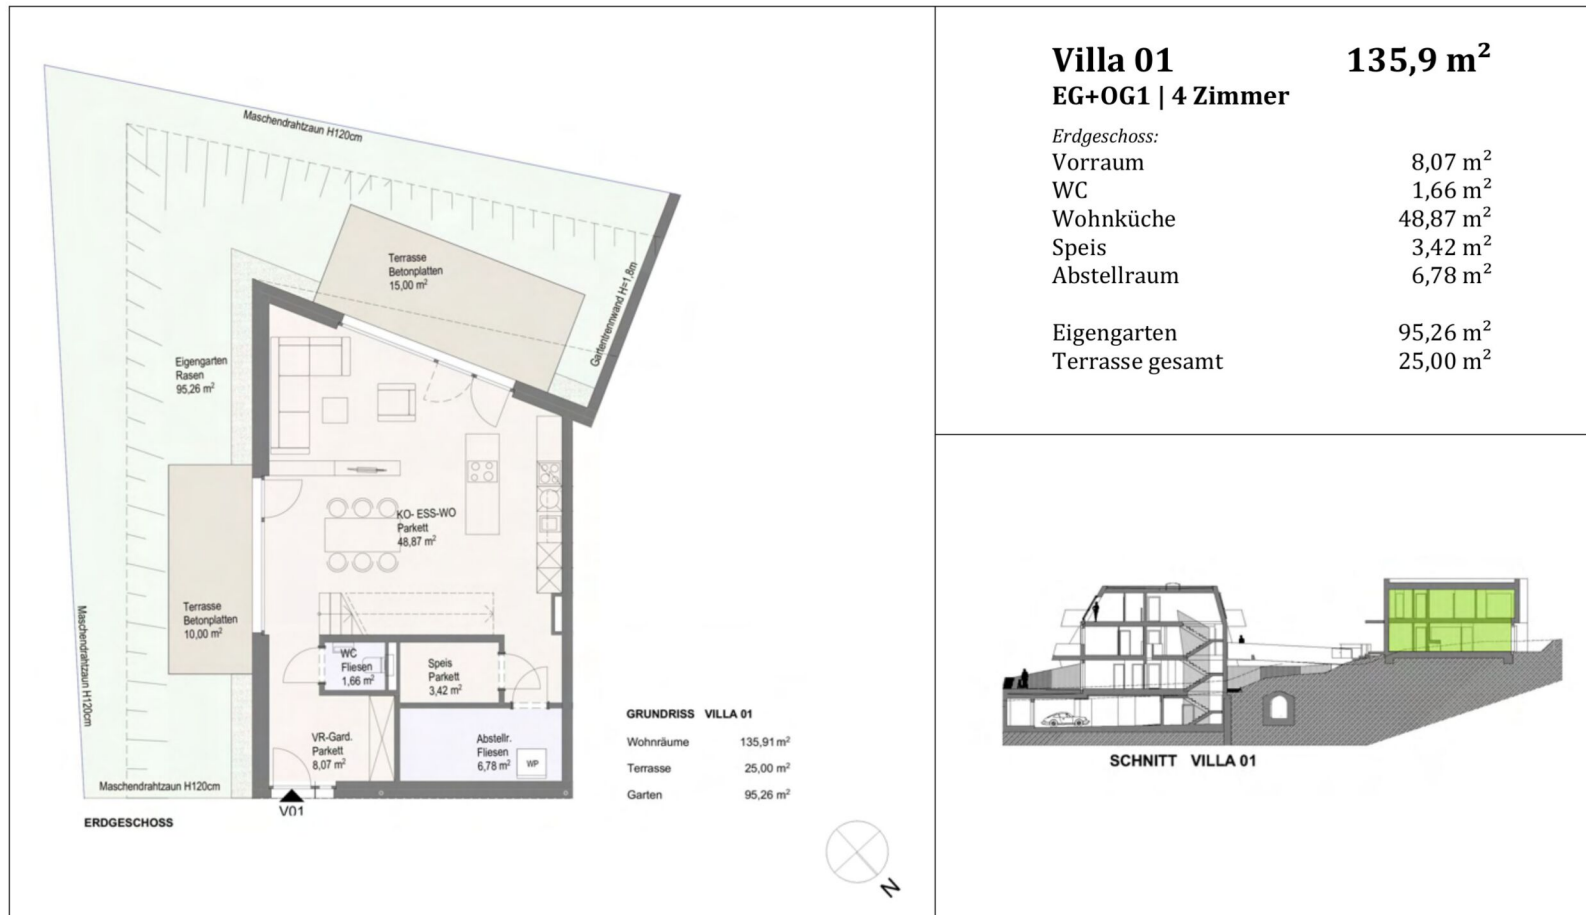 Maschendrahtzaun H120cm
Terrasse
Betonplatten
15,00 m²
Gartentrennwand H=1,8m
Eigengarten
Rasen
95,26 m²
KO- ESS-WO
Parkett
48,87 m²
Terrasse
Betonplatten
10,00 m²
Maschendrahtzaun H120cm
WC
Fliesen
1,66 m²
Speis
Parkett
3,42 m²
VR-Gard.
Parkett
8,07 m²
Abstellr.
Fliesen
6,78 m²
WP
Maschendrahtzaun H120cm
V01
ERDGESCHOSS
GRUNDRISS VILLA 01
Wohnräume 135,91 m²
Terrasse 25,00 m²
Garten 95,26 m²
N
Villa 01 135,9 m²
EG+OG1 | 4 Zimmer
Erdgeschoss:
Vorraum 8,07 m²
WC 1,66 m²
Wohnküche 48,87 m²
Speis 3,42 m²
Abstellraum 6,78 m²
Eigengarten 95,26 m²
Terrasse gesamt 25,00 m²
SCHNITT VILLA 01